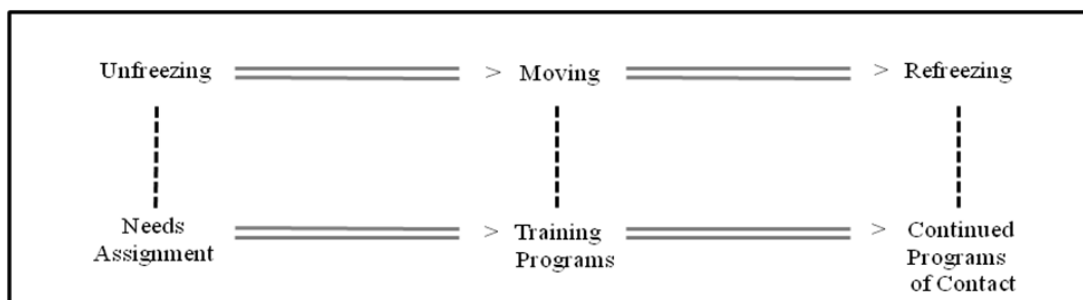 Unfreezing > Moving > Refreezing
Needs > Training > Continued
Assignment Programs Programs
of Contact